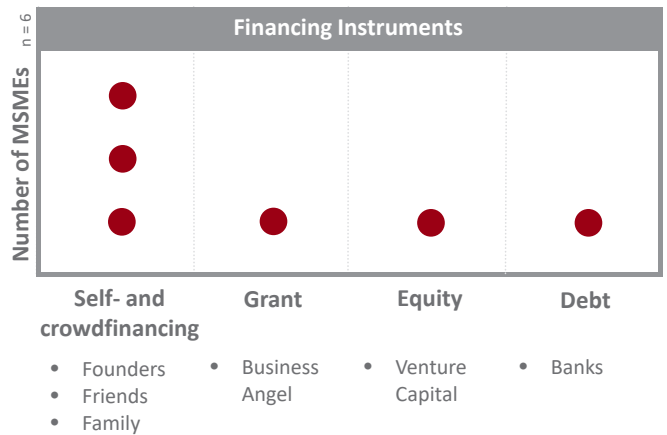 Financing Instruments
n = 6
Number of MSMEs
Self- and
crowdfinancing
• Founders
• Friends
• Family
Grant
• Business
Angel
Equity
• Venture
Capital
Debt
• Banks